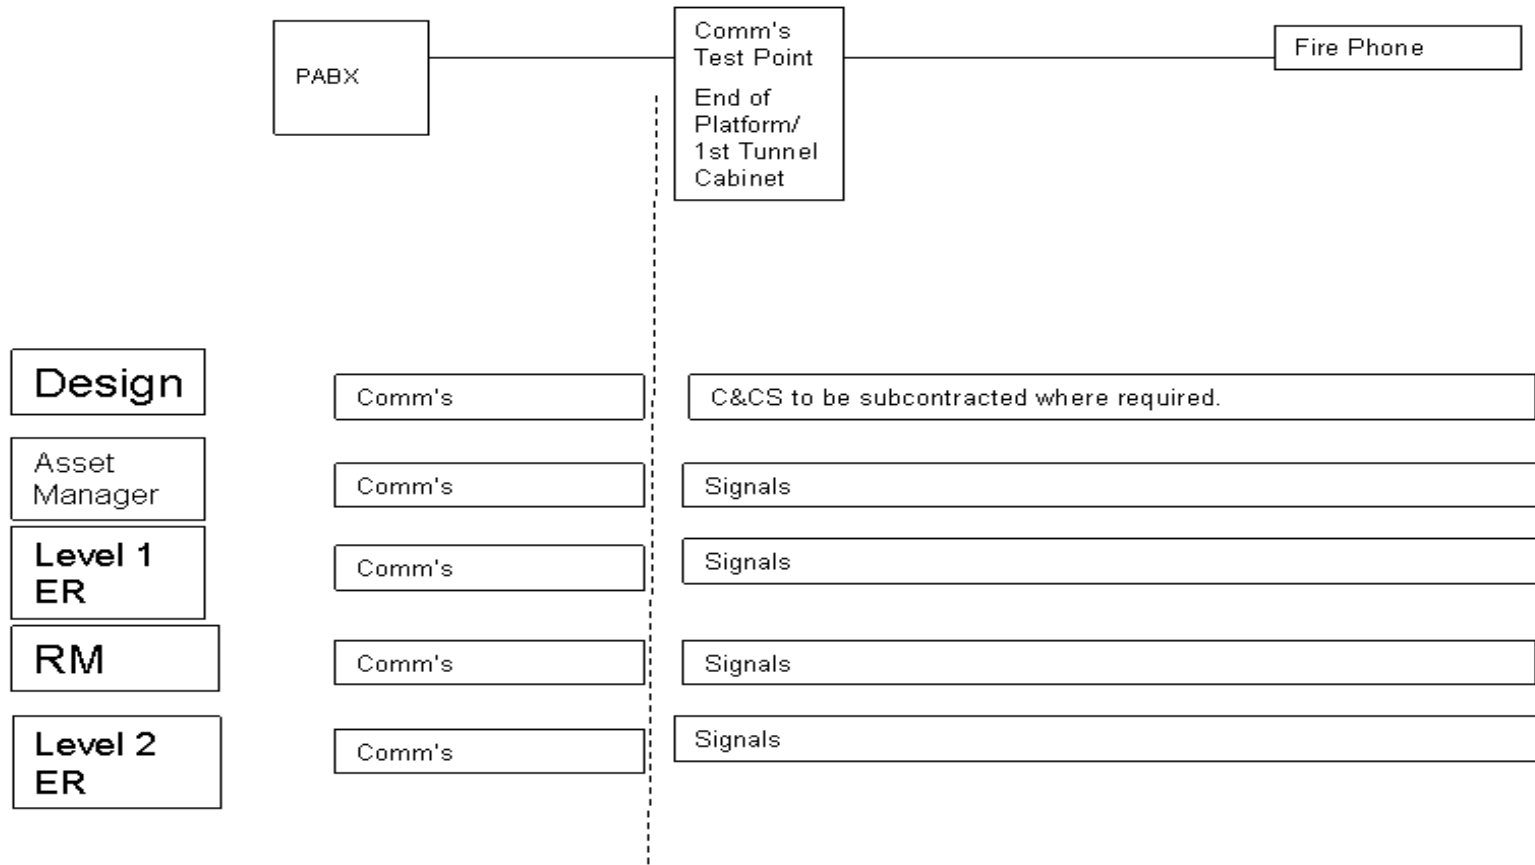 PABX
Comm's
Test Point
End of
Platform/
1st Tunnel
Cabinet
Fire Phone
Design
Comm's
C&CS to be subcontracted where required.
Asset
Manager
Comm's
Signals
Level 1
ER
Comm's
Signals
RM
Comm's
Signals
Level 2
ER
Comm's
Signals